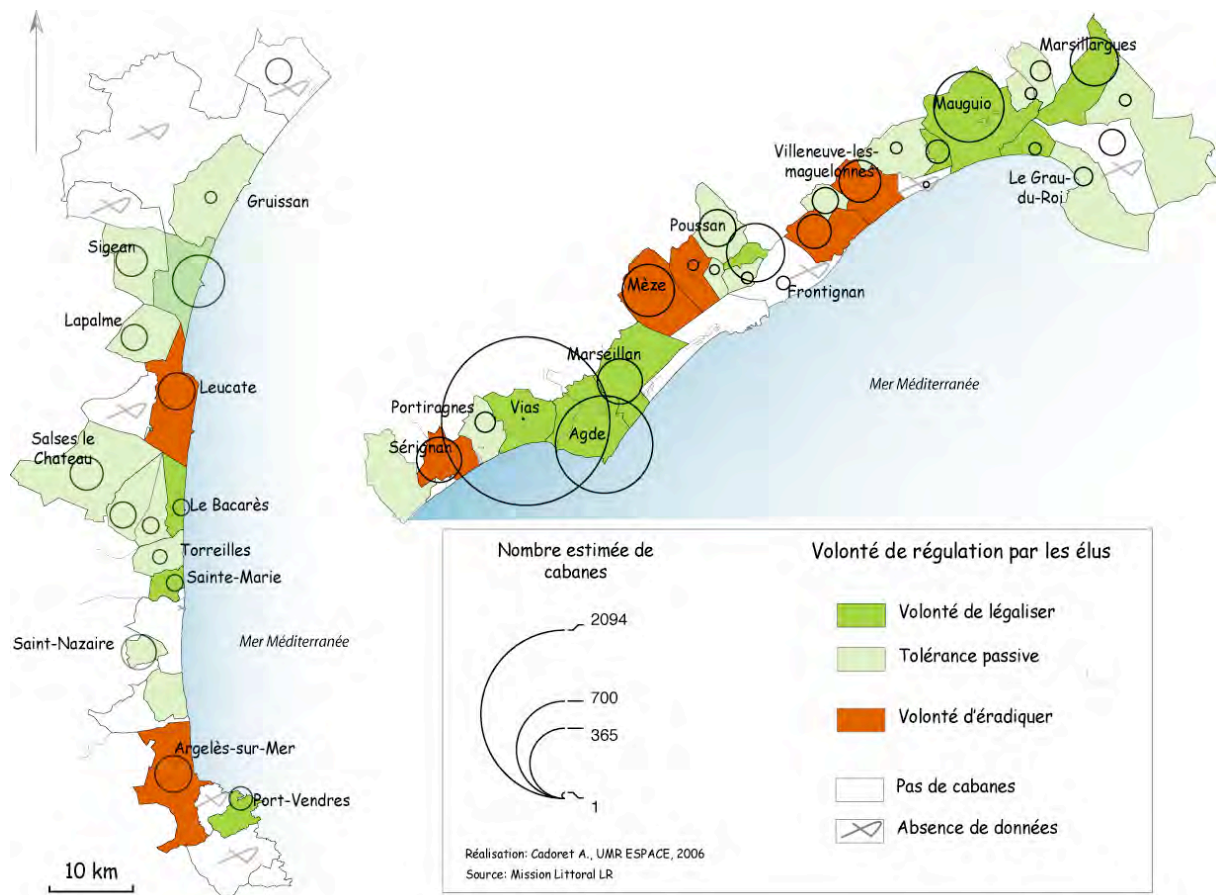 Gruissan
Sigean
Lapalme
Leucate
Salses le
Chateau
Le Bacarès
Torreilles
Sainte-Marie
Saint-Nazaire
Mer Méditerranée
Argelès-sur-Mer
Port-Vendres
10 km
Marsillargues
Mauguio
Villeneuve-les-
maguelonnes
Le Grau-
du-Roi
Poussan
Mèze
Frontignan
Marseillan
Mer Méditerranée
Portiragnes
Vias
Agde
Sérignan
Nombre estimée de
cabanes
2094
700
365
1
Réalisation: Cadoret A., UMR ESPACE, 2006
Source: Mission Littoral LR
Volonté de régulation par les élus
Volonté de légaliser
Tolérance passive
Volonté d'éradiquer
Pas de cabanes
Absence de données